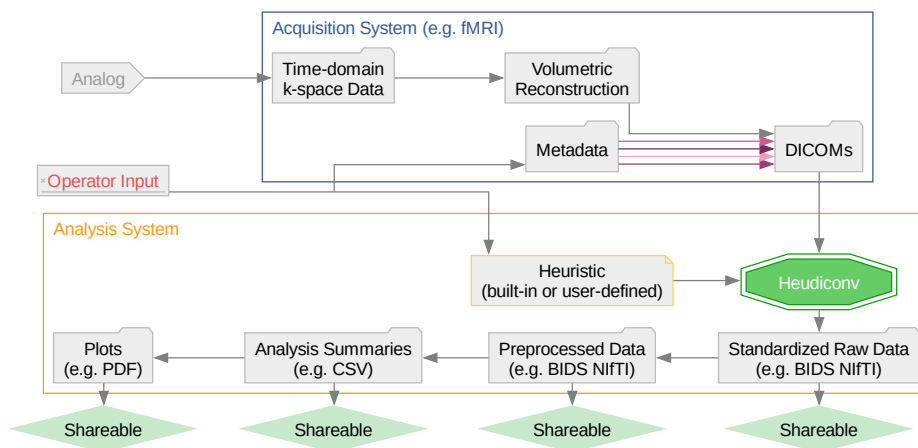 Acquisition System (e.g. fMRI)
Analog
Time-domain
k-space Data
Volumetric
Reconstruction
Metadata
DICOMs
Operator Input
Analysis System
Heuristic
(built-in or user-defined)
Heudiconv
Plots
(e.g. PDF)
Analysis Summaries
(e.g. CSV)
Preprocessed Data
(e.g. BIDS NIfTI)
Standardized Raw Data
(e.g. BIDS NIfTI)
Shareable
Shareable
Shareable
Shareable